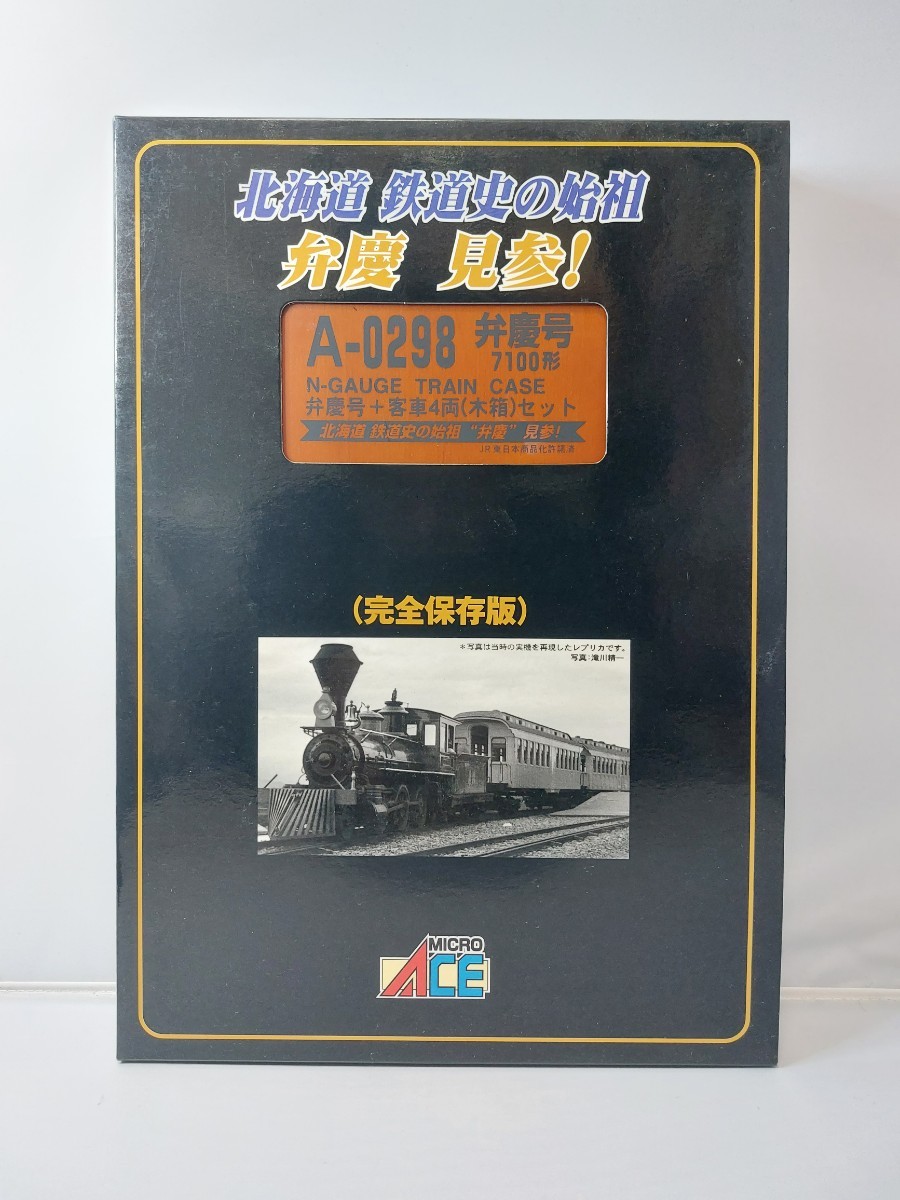 北海道 鉄道史の始祖
弁慶 見参!
A-0298 弁慶号
7100形
N-GAUGE TRAIN CASE
弁慶号+客車4両(木箱)セット
北海道 鉄道史の始祖 "弁慶" 見参!
JR東日本商品化許諾済
(完全保存版)
*写真は当時の実機を再現したレプリカです。
写真:滝川精一
MICRO
ACE